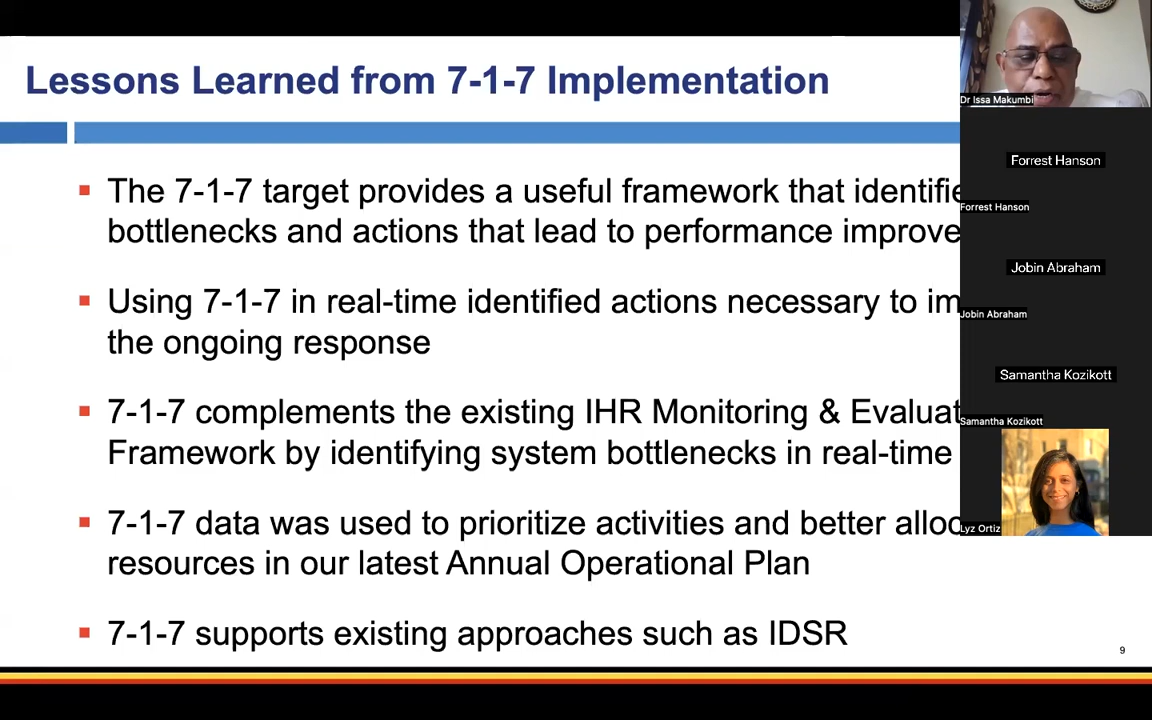 Lessons Learned from 7-1-7 Implementation
The 7-1-7 target provides a useful framework that
bottlenecks and actions that lead to performance
Using 7-1-7 in real-time identified actions necessary to
the ongoing response
7-1-7 complements the existing IHR Monitoring &
Framework by identifying system bottlenecks in real-time
7-1-7 data was used to prioritize activities and better
resources in our latest Annual Operational Plan
7-1-7 supports existing approaches such as IDSR
9
Dr Issa Makumbi
Forrest Hanson
Forrest Hanson
Jobin Abraham
Jobin Abraham
Samantha Kozikott
Samantha Kozikott
Lyz Ortiz